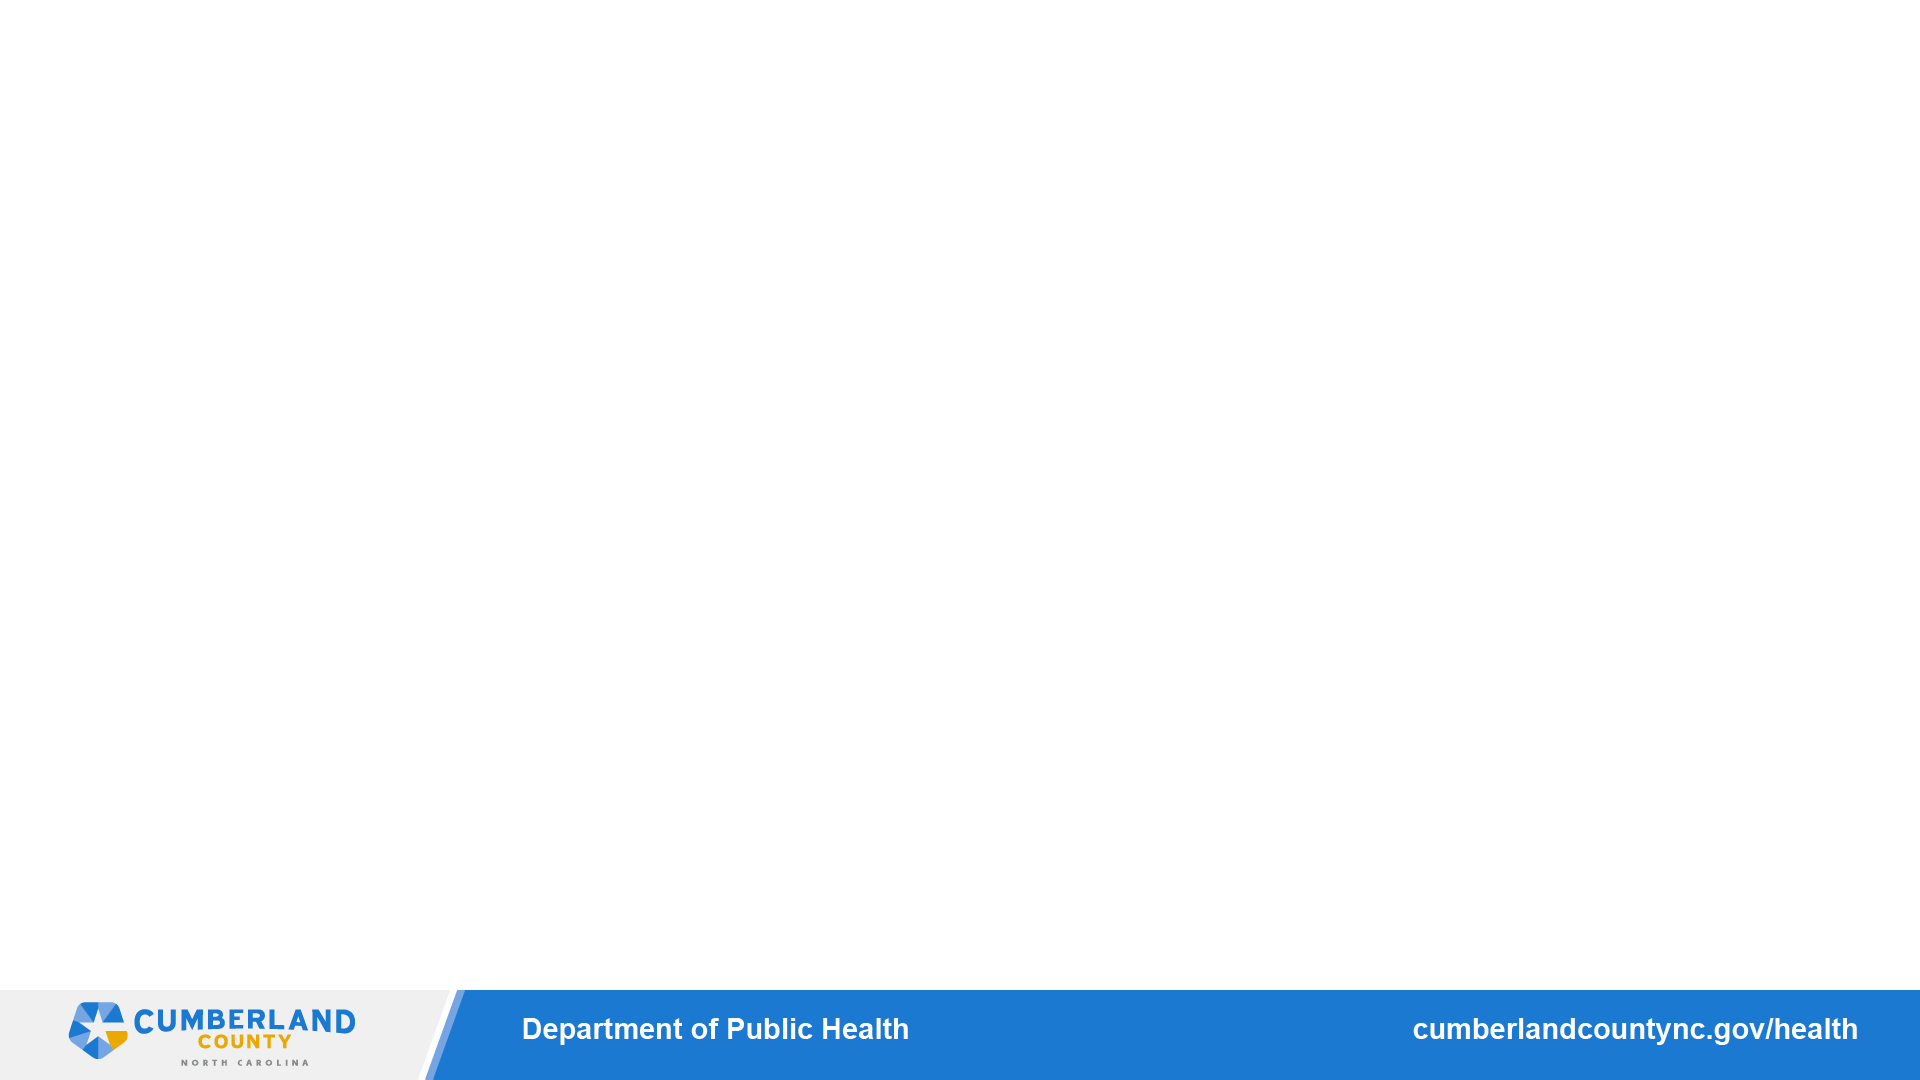 CUMBERLAND
COUNTY
NORTH CAROLINA
Department of Public Health
cumberlandcountync.gov/health